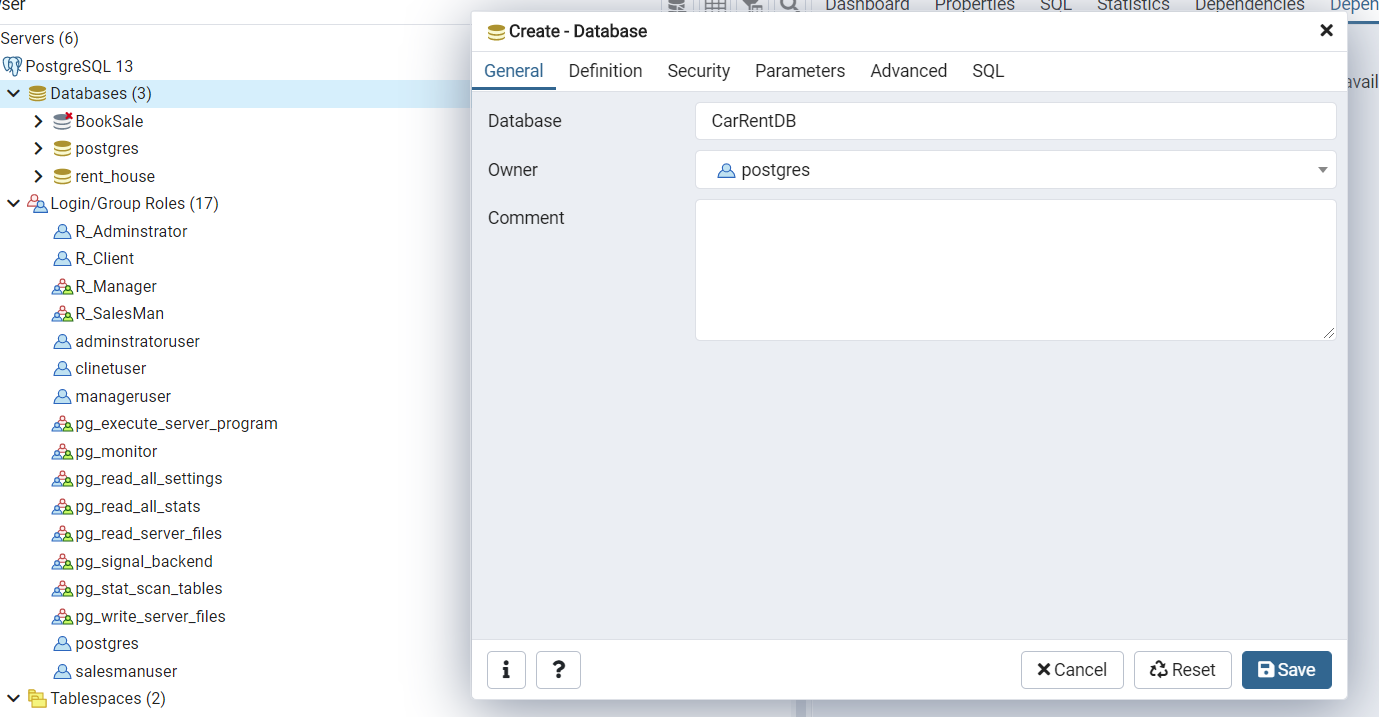 ser
Dashboard Properties SQL Statistics Dependencies Depen
Servers (6)
PostgreSQL 13
Databases (3)
BookSale
postgres
rent_house
Login/Group Roles (17)
R_Adminstrator
R_Client
R_Manager
R_SalesMan
adminstratoruser
clinetuser
manageruser
pg_execute_server_program
pg_monitor
pg_read_all_settings
pg_read_all_stats
pg_read_server_files
pg_signal_backend
pg_stat_scan_tables
pg_write_server_files
postgres
salesmanuser
Tablespaces (2)
Create - Database
General Definition Security Parameters Advanced SQL
Database CarRentDB
Owner postgres
Comment
i ? Cancel Reset Save
avail